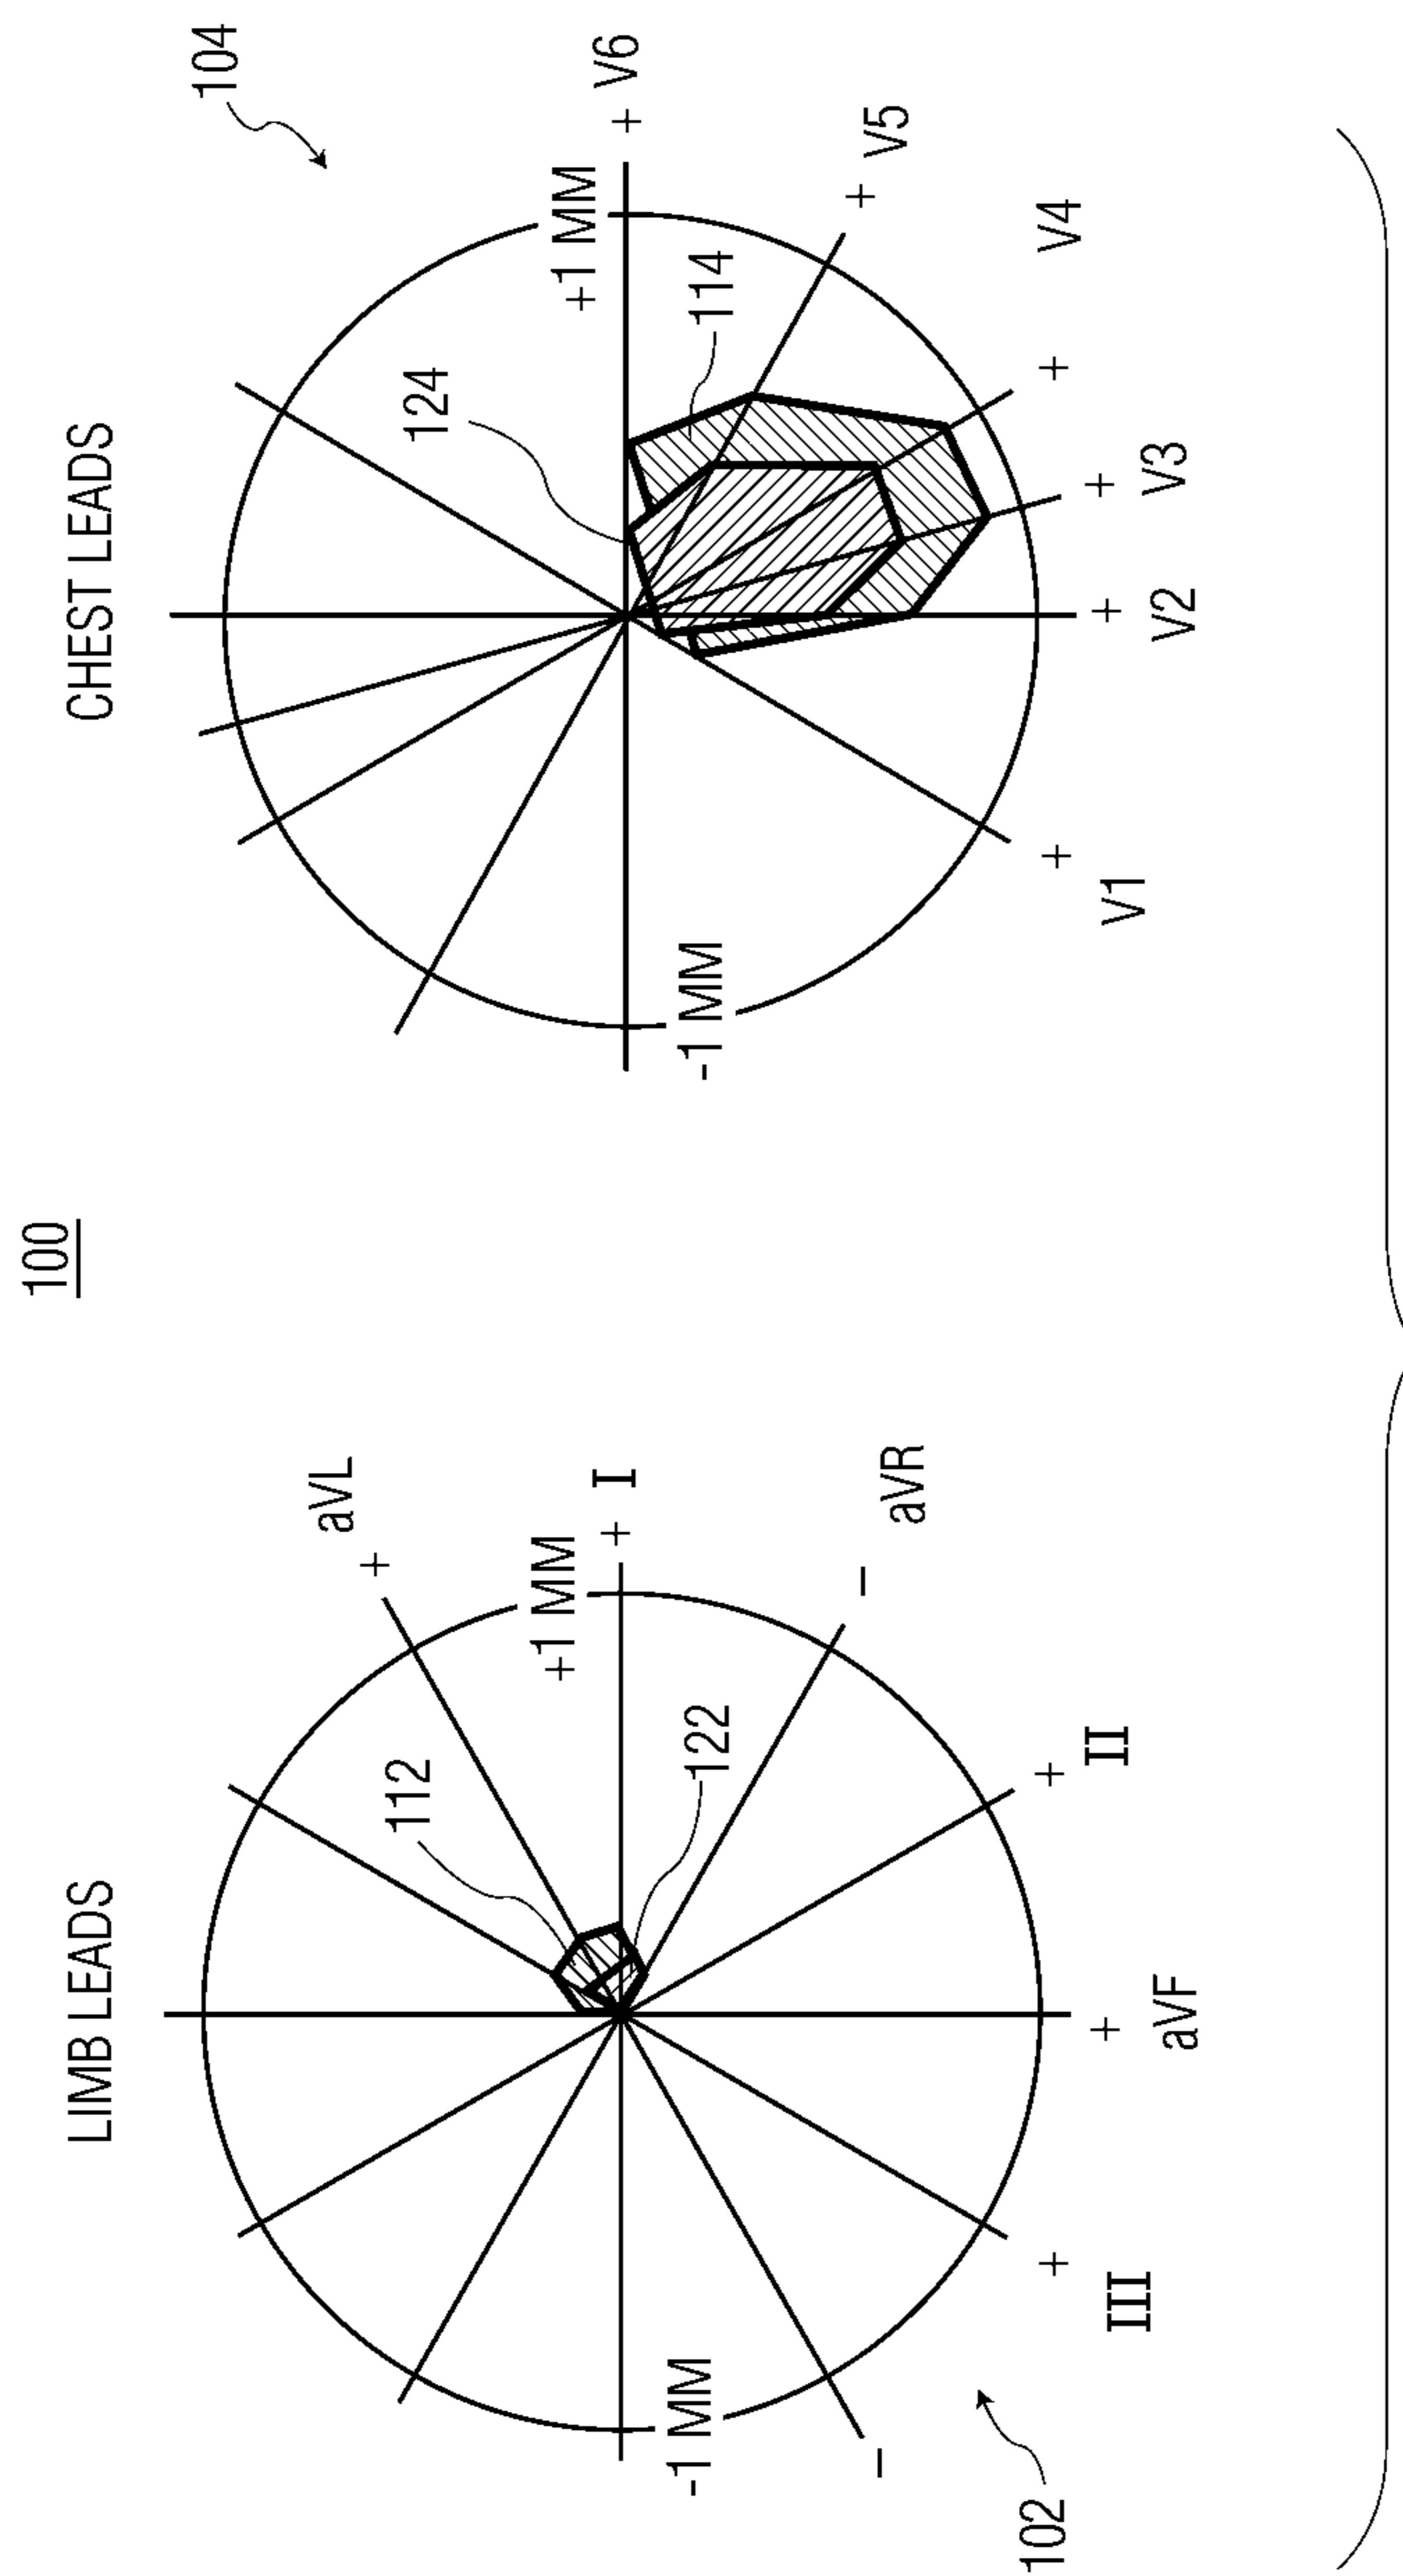 100
LIMB LEADS
CHEST LEADS
102
104
aVL
112
+
+1 MM
+ I
122
-1 MM
−
aVR
−
+
II
+
III
+
aVF
124
+1 MM
+ V6
114
+
V5
-1 MM
V4
+
+
V3
+
V2
+
V1